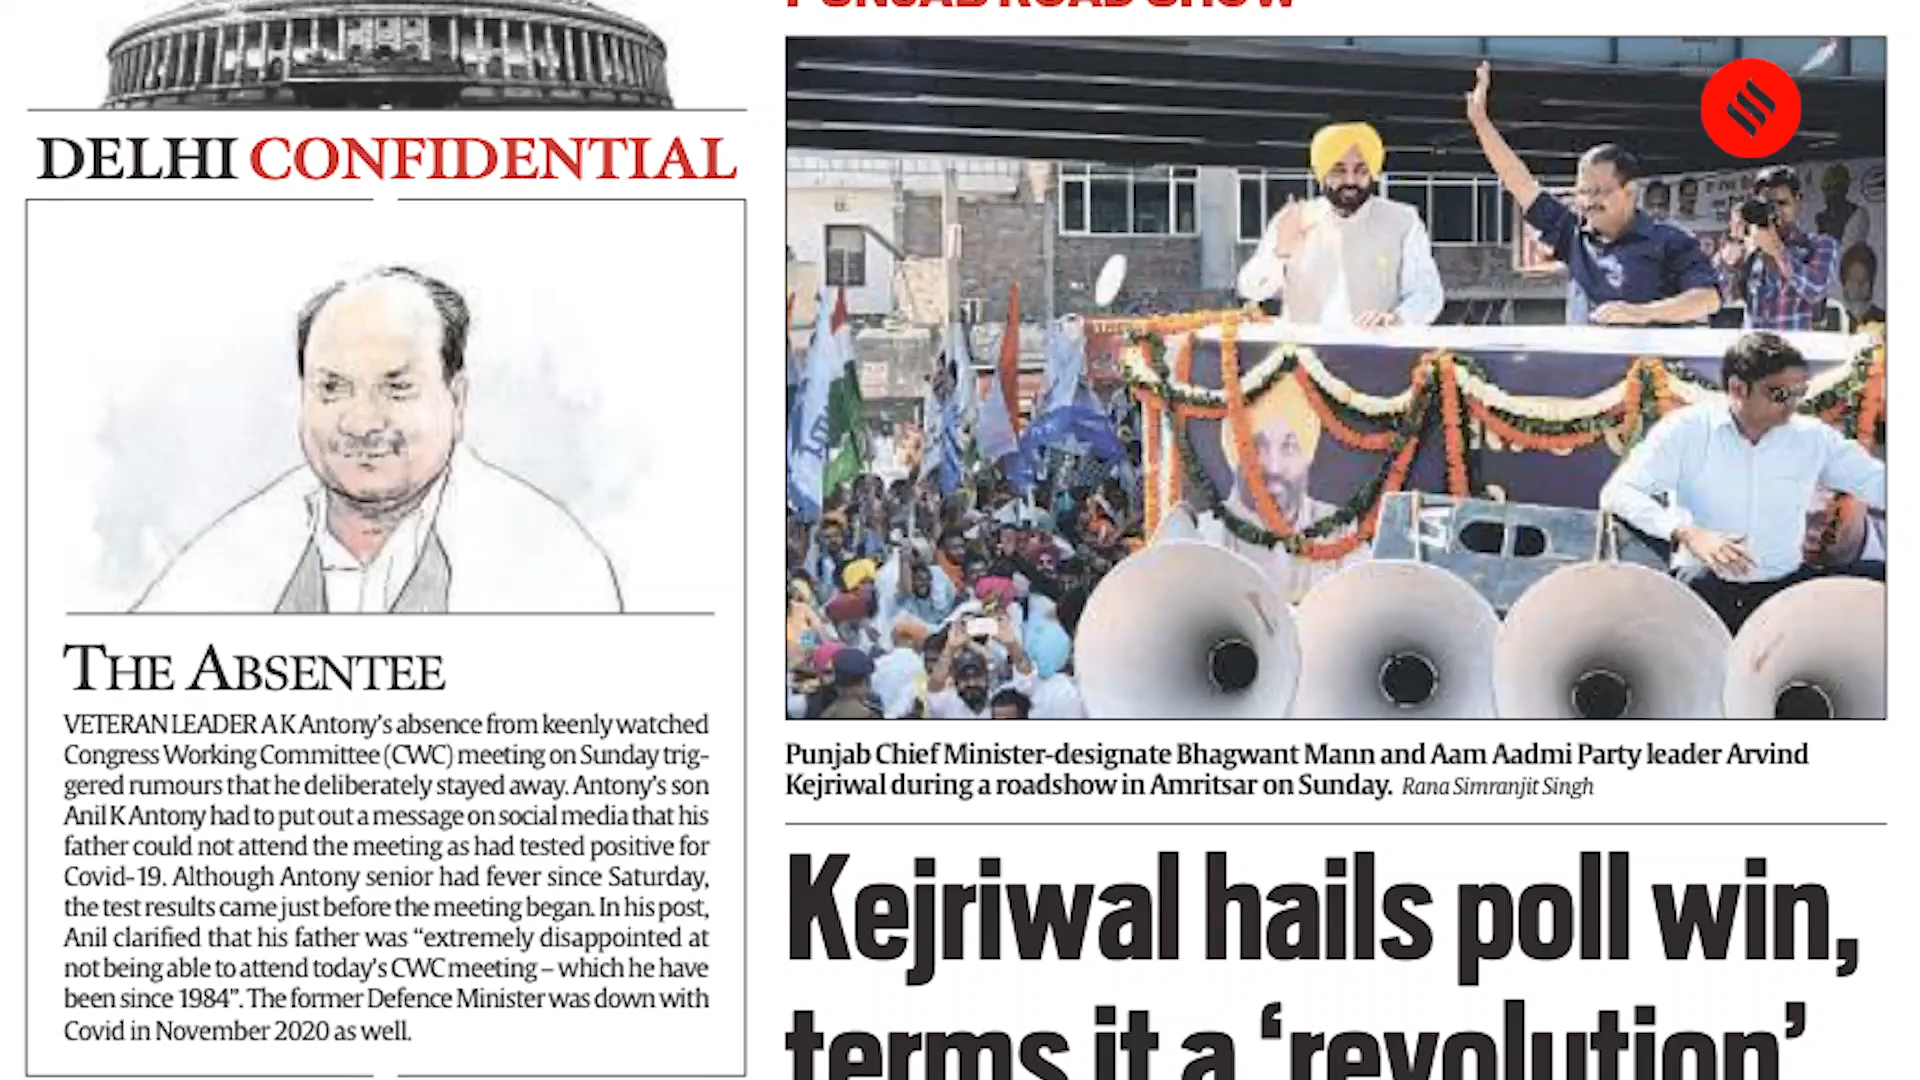 DELHI CONFIDENTIAL
THE ABSENTEE
VETERAN LEADER A K Antony's absence from keenly watched
Congress Working Committee (CWC) meeting on Sunday trig-
gered rumours that he deliberately stayed away. Antony's son
Anil K Antony had to put out a message on social media that his
father could not attend the meeting as had tested positive for
Covid-19. Although Antony senior had fever since Saturday,
the test results came just before the meeting began. In his post,
Anil clarified that his father was “extremely disappointed at
not being able to attend today's CWC meeting – which he have
been since 1984”. The former Defence Minister was down with
Covid in November 2020 as well.
PUNJAB ROAD SHOW
Punjab Chief Minister-designate Bhagwant Mann and Aam Aadmi Party leader Arvind
Kejriwal during a roadshow in Amritsar on Sunday. Rana Simranjit Singh
Kejriwal hails poll win,
terms it a ‘revolution’